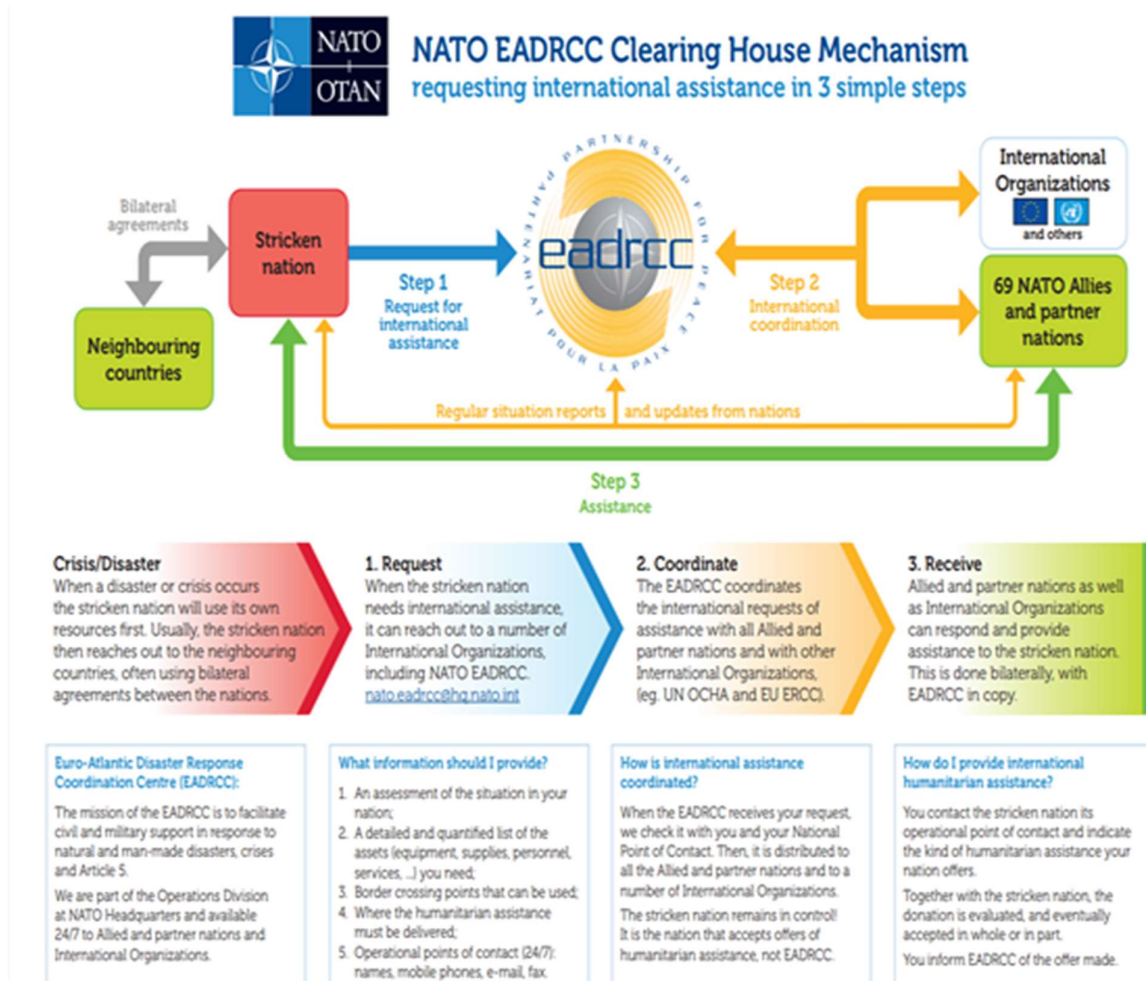 NATO
OTAN
NATO EADRCC Clearing House Mechanism
requesting international assistance in 3 simple steps
Bilateral
agreements
Stricken
nation
Neighbouring
countries
Step 1
Request for
international
assistance
PARTNERSHIP FOR PEACE
PARTENARIAT POUR LA PAIX
eadrcc
Step 2
International
coordination
International
Organizations
and others
69 NATO Allies
and partner
nations
Regular situation reports and updates from nations
Step 3
Assistance
Crisis/Disaster
When a disaster or crisis occurs
the stricken nation will use its own
resources first. Usually, the stricken nation
then reaches out to the neighbouring
countries, often using bilateral
agreements between the nations.
1. Request
When the stricken nation
needs international assistance,
it can reach out to a number of
International Organizations,
including NATO EADRCC.
nato.eadrcc@hq.nato.int
2. Coordinate
The EADRCC coordinates
the international requests of
assistance with all Allied and
partner nations and with other
International Organizations,
(eg. UN OCHA and EU ERCC).
3. Receive
Allied and partner nations as well
as International Organizations
can respond and provide
assistance to the stricken nation.
This is done bilaterally, with
EADRCC in copy.
Euro-Atlantic Disaster Response
Coordination Centre (EADRCC):
The mission of the EADRCC is to facilitate
civil and military support in response to
natural and man-made disasters, crises
and Article 5.
We are part of the Operations Division
at NATO Headquarters and available
24/7 to Allied and partner nations and
International Organizations.
What information should I provide?
1. An assessment of the situation in your
nation;
2. A detailed and quantified list of the
assets (equipment, supplies, personnel,
services, ...) you need;
3. Border crossing points that can be used;
4. Where the humanitarian assistance
must be delivered;
5. Operational points of contact (24/7):
names, mobile phones, e-mail, fax.
How is international assistance
coordinated?
When the EADRCC receives your request,
we check it with you and your National
Point of Contact. Then, it is distributed to
all the Allied and partner nations and to a
number of International Organizations.
The stricken nation remains in control!
It is the nation that accepts offers of
humanitarian assistance, not EADRCC.
How do I provide international
humanitarian assistance?
You contact the stricken nation its
operational point of contact and indicate
the kind of humanitarian assistance your
nation offers.
Together with the stricken nation, the
donation is evaluated, and eventually
accepted in whole or in part.
You inform EADRCC of the offer made.